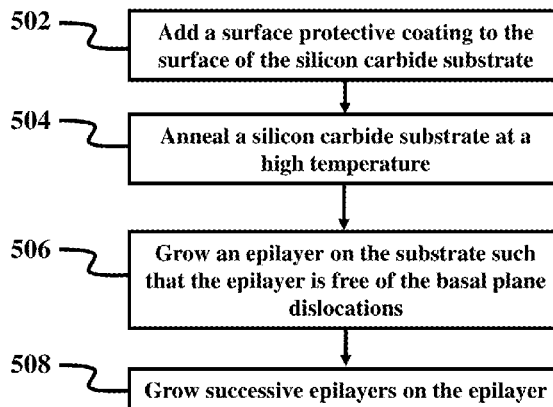 502
Add a surface protective coating to the
surface of the silicon carbide substrate
504
Anneal a silicon carbide substrate at a
high temperature
506
Grow an epilayer on the substrate such
that the epilayer is free of the basal plane
dislocations
508
Grow successive epilayers on the epilayer